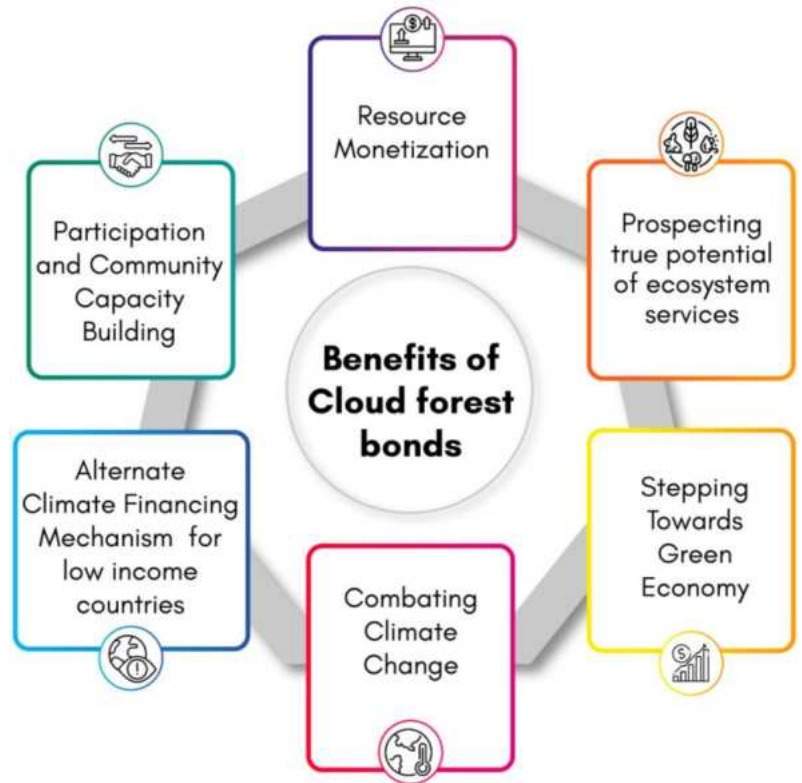 Resource
Monetization
Prospecting
true potential
of ecosystem
services
Stepping
Towards
Green
Economy
Combating
Climate
Change
Alternate
Climate Financing
Mechanism for
low income
countries
Participation
and Community
Capacity
Building
Benefits of
Cloud forest
bonds